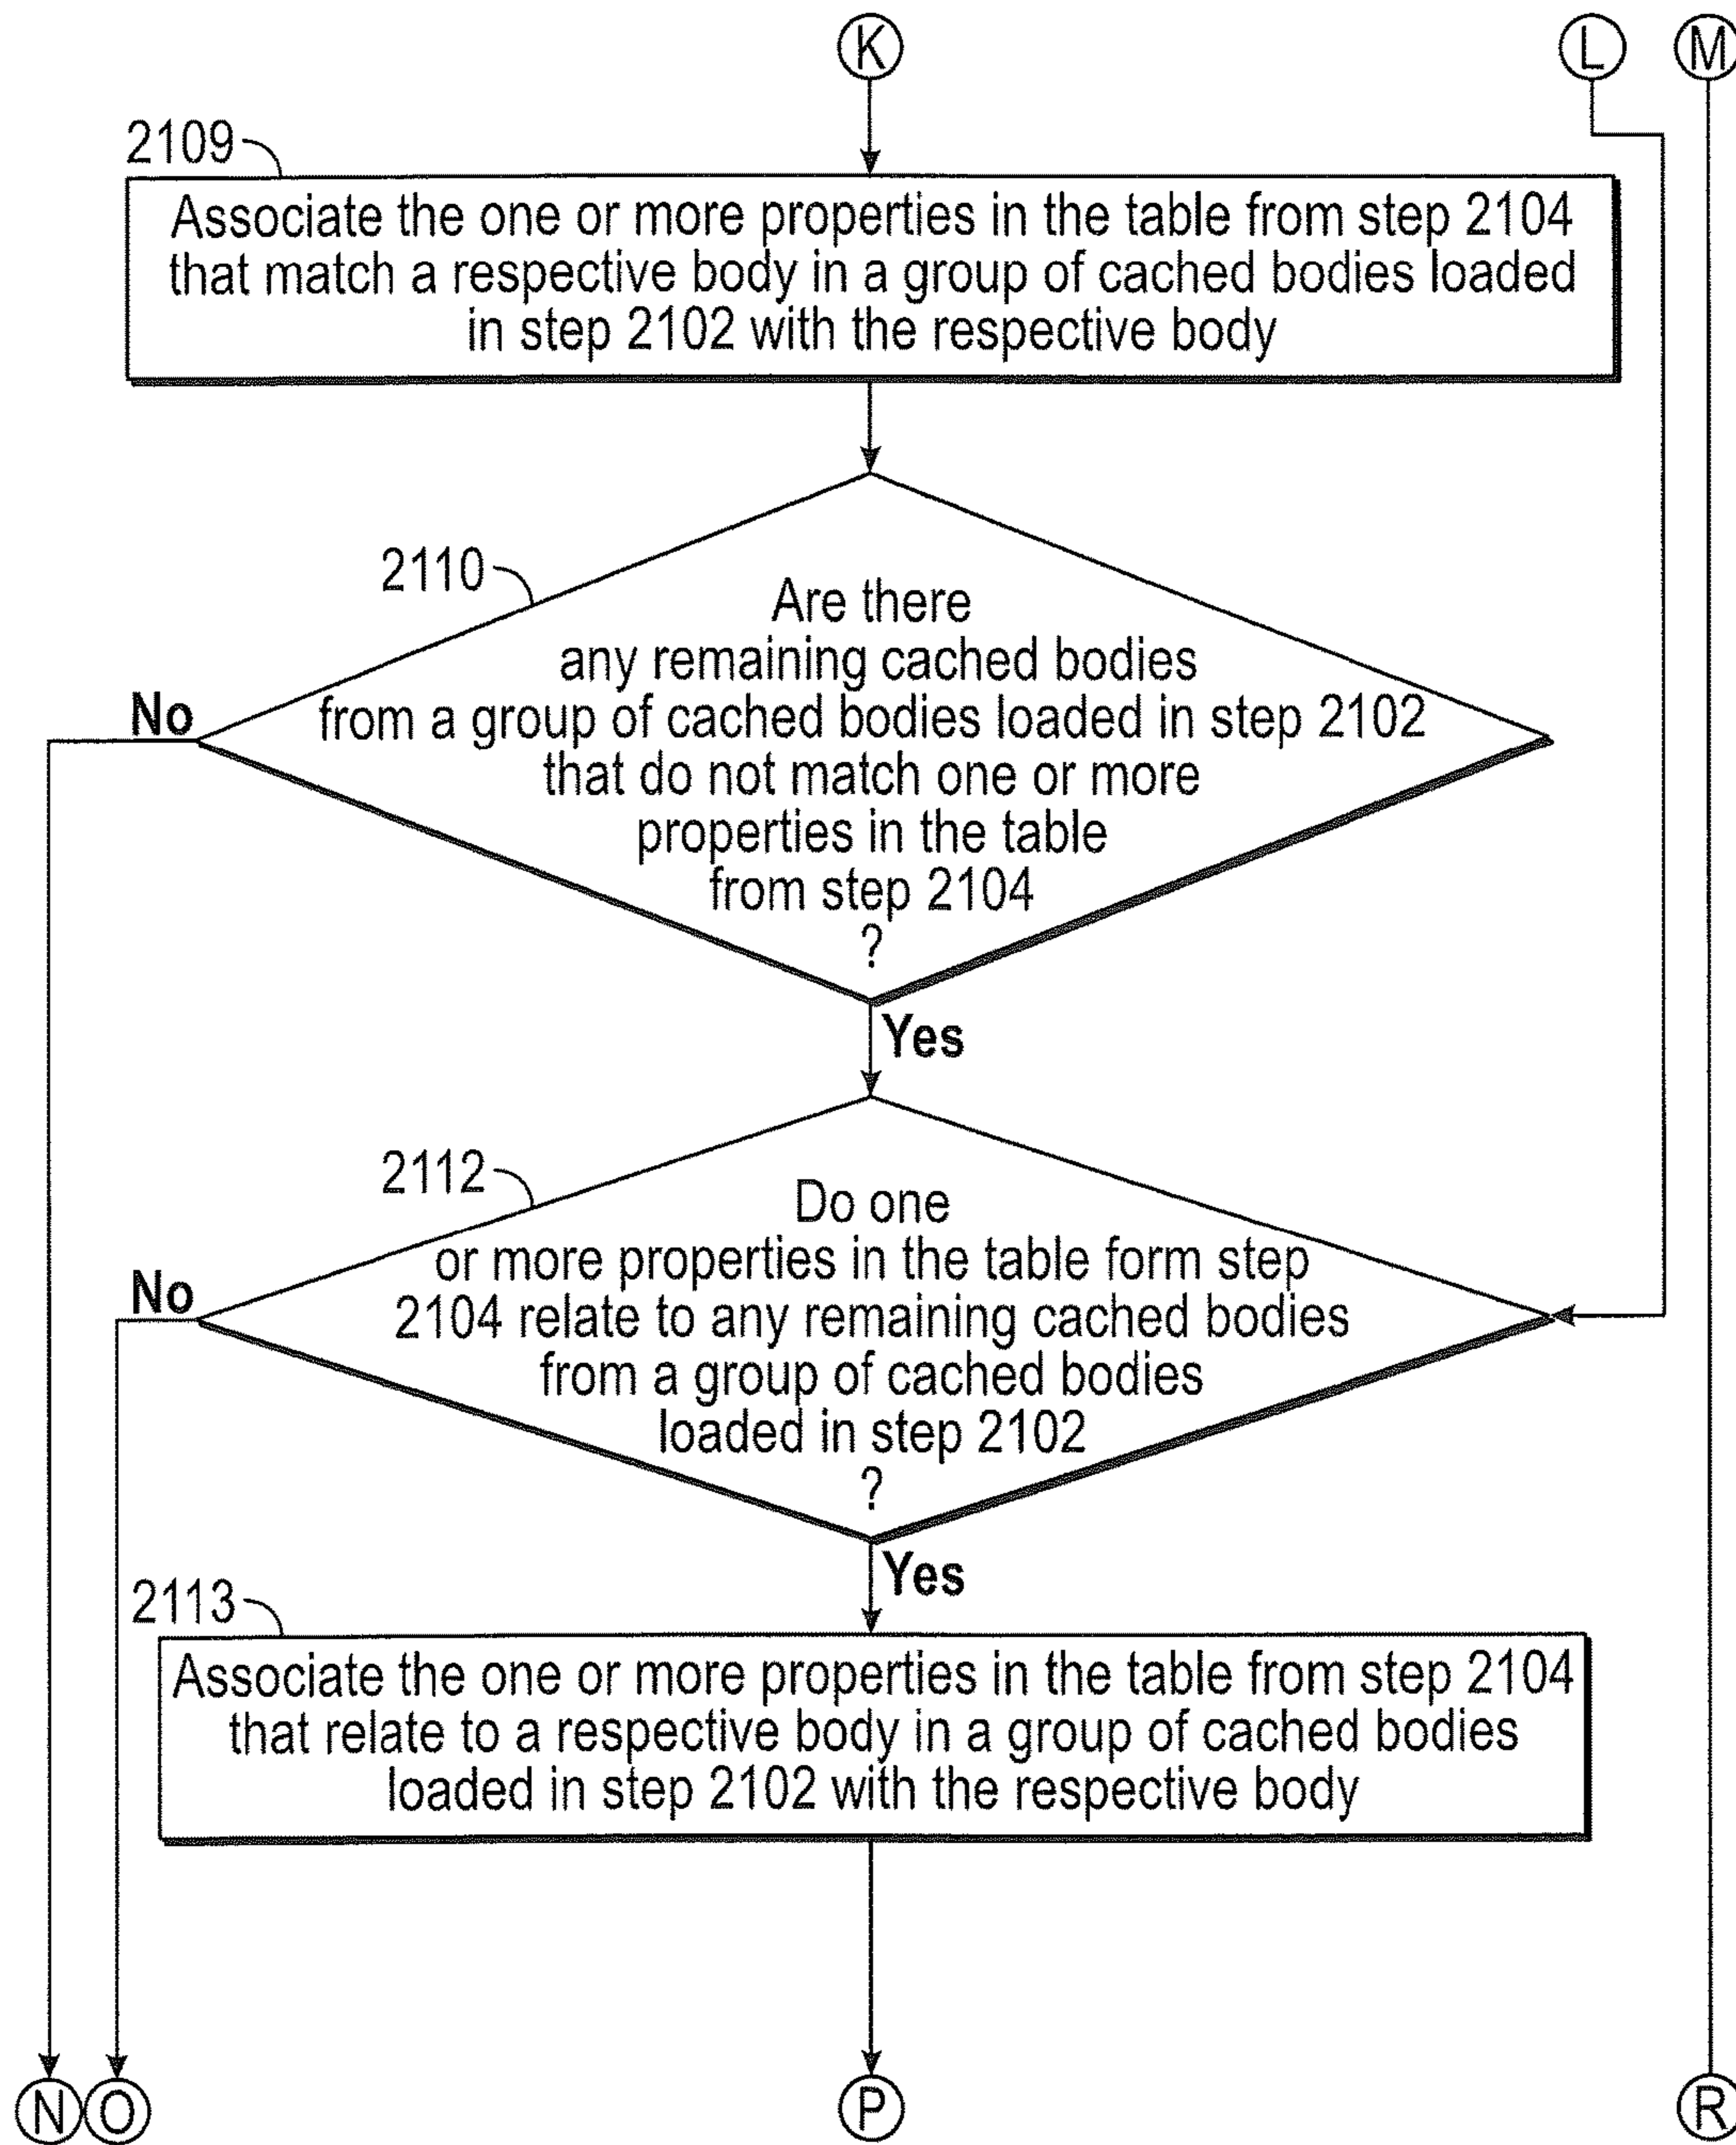 K
L
M
2109
Associate the one or more properties in the table from step 2104
that match a respective body in a group of cached bodies loaded
in step 2102 with the respective body
2110
Are there
any remaining cached bodies
from a group of cached bodies loaded in step 2102
that do not match one or more
properties in the table
from step 2104
?
No
Yes
2112
Do one
or more properties in the table form step
2104 relate to any remaining cached bodies
from a group of cached bodies
loaded in step 2102
?
No
Yes
2113
Associate the one or more properties in the table from step 2104
that relate to a respective body in a group of cached bodies
loaded in step 2102 with the respective body
N
O
P
R